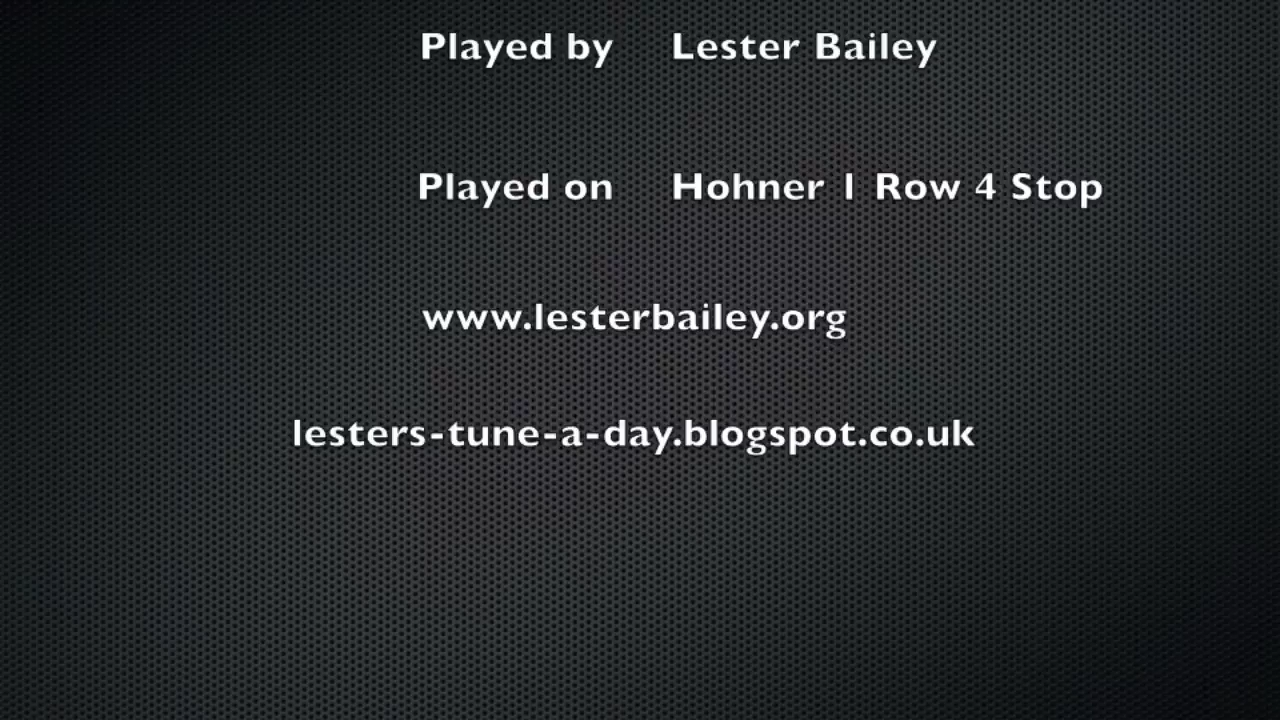 Played by Lester Bailey
Played on Hohner 1 Row 4 Stop
www.lesterbailey.org
lesters-tune-a-day.blogspot.co.uk